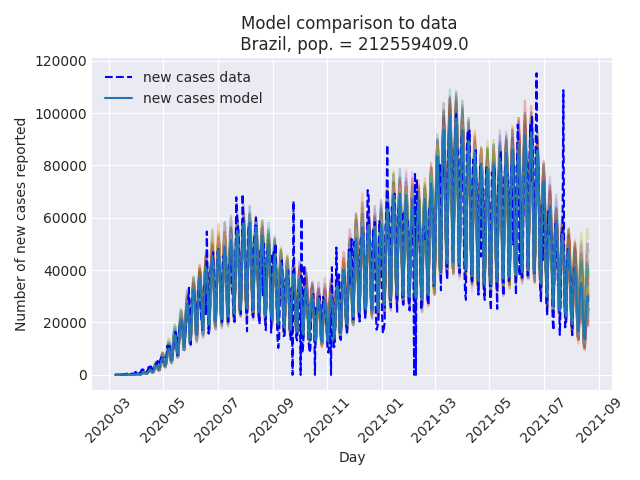 Model comparison to data
Brazil, pop. = 212559409.0
new cases data
new cases model
Number of new cases reported
120000
100000
80000
60000
40000
20000
0
2020-03
2020-05
2020-07
2020-09
2020-11
2021-01
2021-03
2021-05
2021-07
2021-09
Day